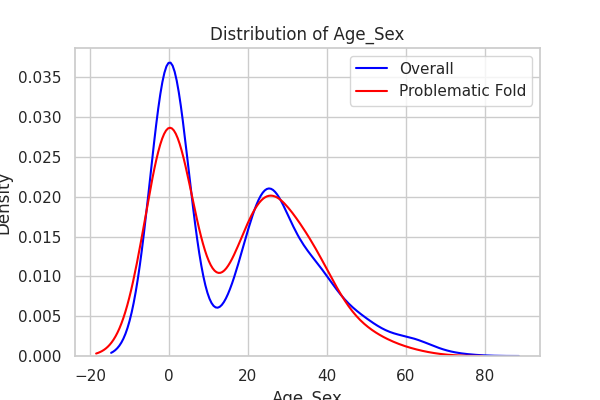 Distribution of Age_Sex
Overall
Problematic Fold
Density
0.035
0.030
0.025
0.020
0.015
0.010
0.005
0.000
−20 0 20 40 60 80
Age_Sex